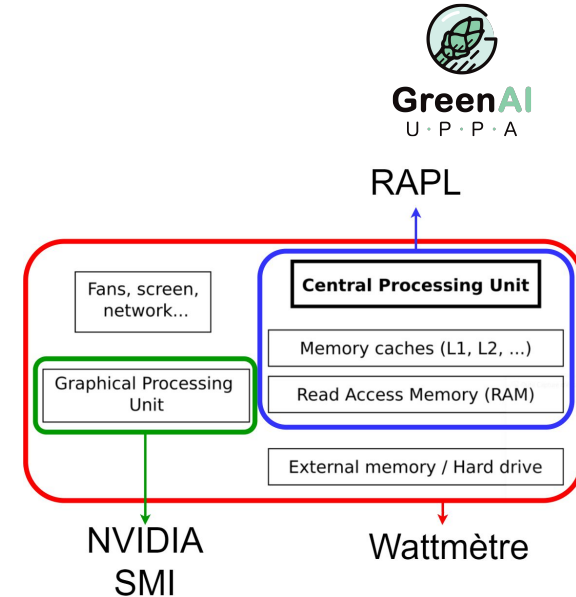 GreenAI
U·P·P·A
RAPL
Fans, screen,
network...
Central Processing Unit
Memory caches (L1, L2, ...)
Graphical Processing
Unit
Read Access Memory (RAM)
External memory / Hard drive
NVIDIA
SMI
Wattmètre